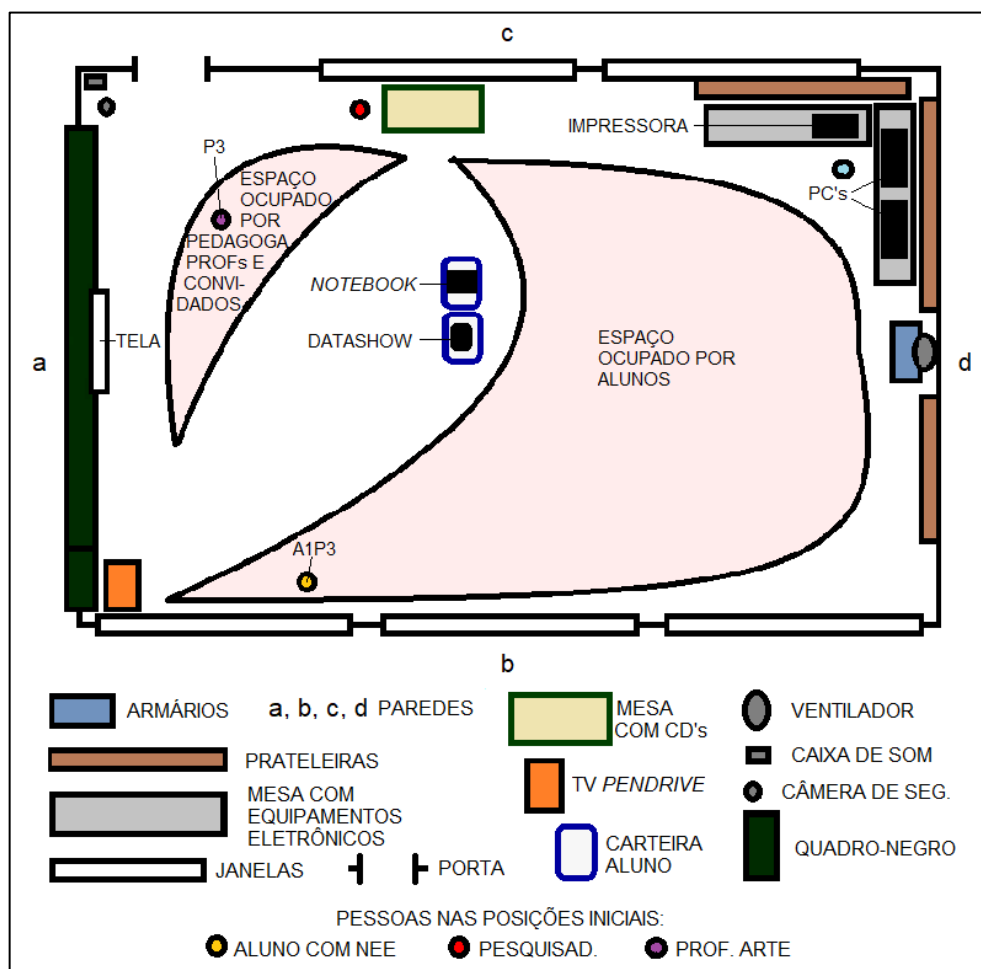 c
IMPRESSORA
P3
ESPAÇO
OCUPADO
POR
PEDAGOGA,
PROFs E
CONVI-
DADOS.
PC's
NOTEBOOK
DATASHOW
TELA
ESPAÇO
OCUPADO POR
ALUNOS
a
d
A1P3
b
ARMÁRIOS
a, b, c, d PAREDES
MESA
COM CD's
VENTILADOR
PRATELEIRAS
CAIXA DE SOM
TV PENDRIVE
CÂMERA DE SEG.
MESA COM
EQUIPAMENTOS
ELETRÔNICOS
CARTEIRA
ALUNO
QUADRO-NEGRO
JANELAS
PORTA
PESSOAS NAS POSIÇÕES INICIAIS:
ALUNO COM NEE
PESQUISAD.
PROF. ARTE